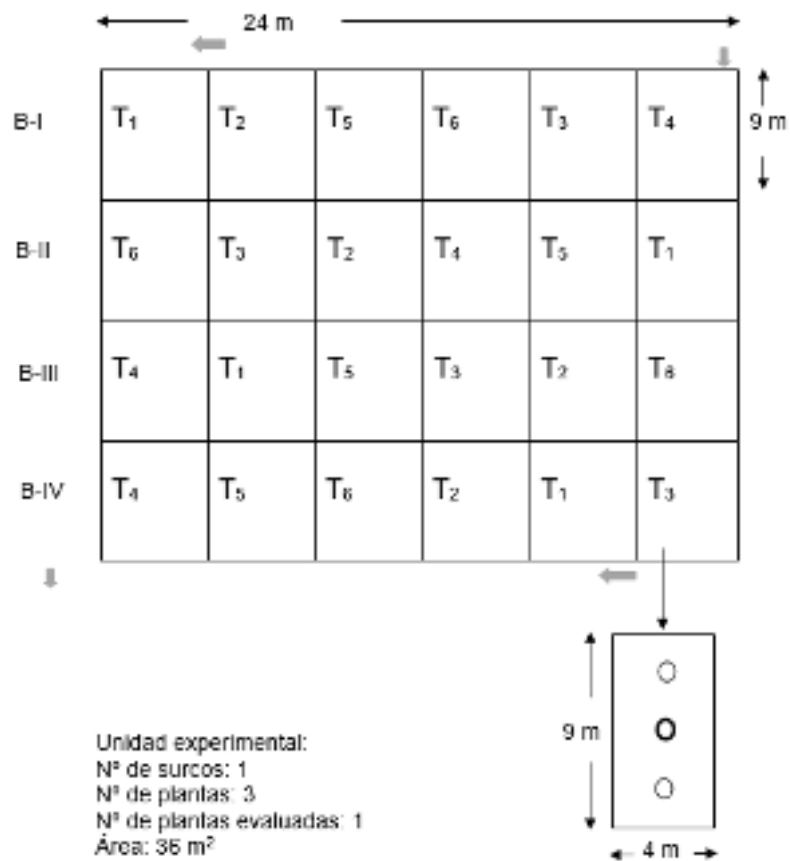 24 m
B-I T₁ T₂ T₅ T₆ T₃ T₄ 9 m
B-II T₆ T₃ T₂ T₄ T₅ T₁
B-III T₄ T₁ T₅ T₃ T₂ T₆
B-IV T₄ T₅ T₆ T₂ T₁ T₃
9 m
Unidad experimental:
Nº de surcos: 1
Nº de plantas: 3
Nº de plantas evaluadas: 1
Área: 36 m²
4 m